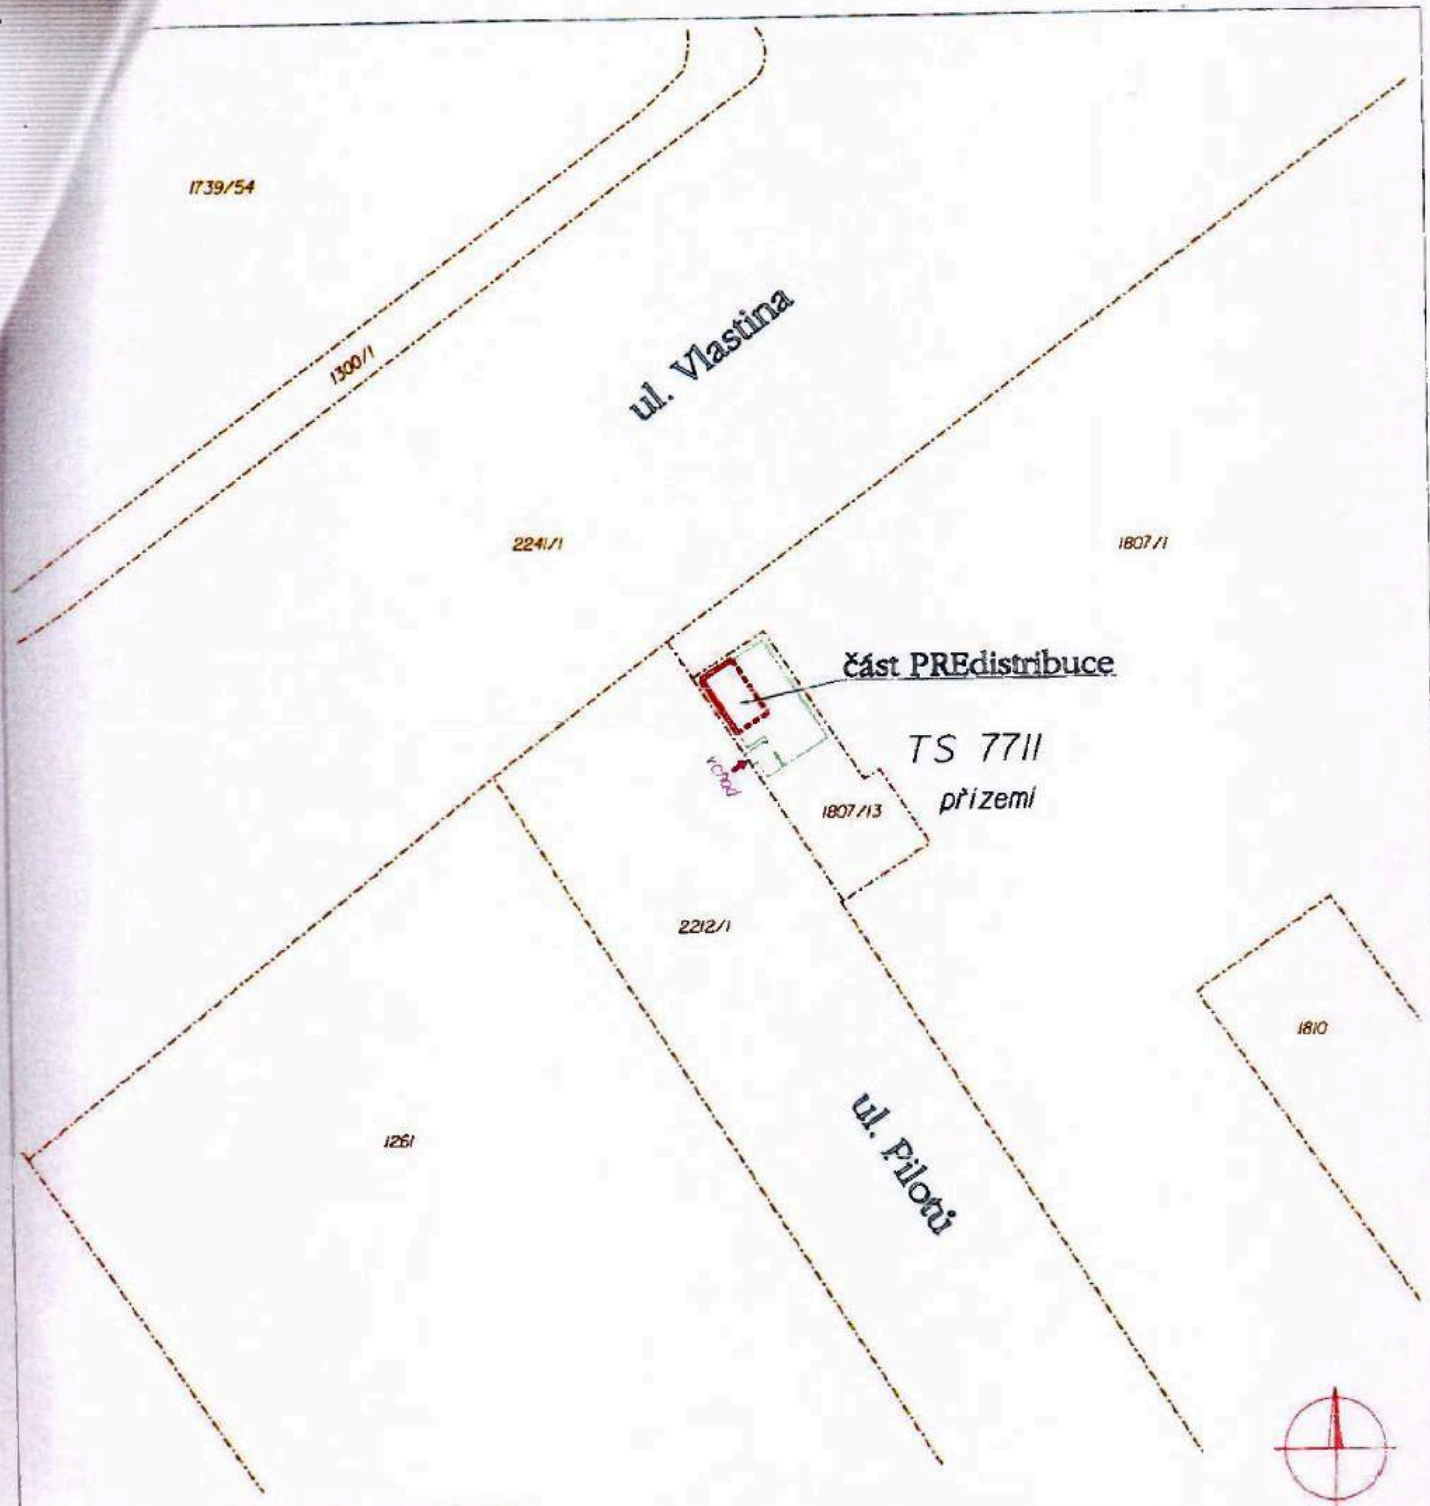 1739/54
1300/1
ul. Vlastina
2241/1
1807/1
část PREdistribuce
TS 7711
přízemí
vchod
1807/13
2212/1
1810
1261
ul. Pilotů